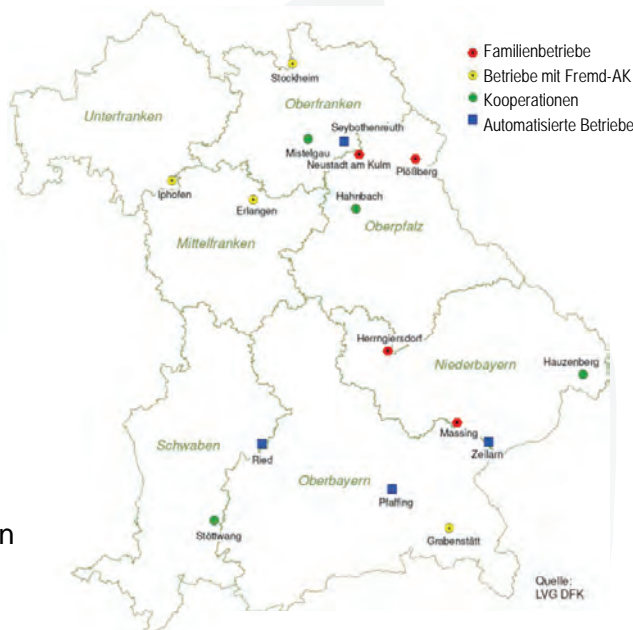 Familienbetriebe
Betriebe mit Fremd-AK
Kooperationen
Automatisierte Betriebe
Stockheim
Unterfranken
Oberfranken
Seybothenreuth
Mistelgau
Neustadt am Kulm
Plößberg
Iphofen
Erlangen
Hahnbach
Oberpfalz
Mittelfranken
Herrngiersdorf
Niederbayern
Hauzenberg
Massing
Zeilarn
Schwaben
Ried
Oberbayern
Pfaffing
Stöttwang
Grabenstätt
n
Quelle:
LVG DFK